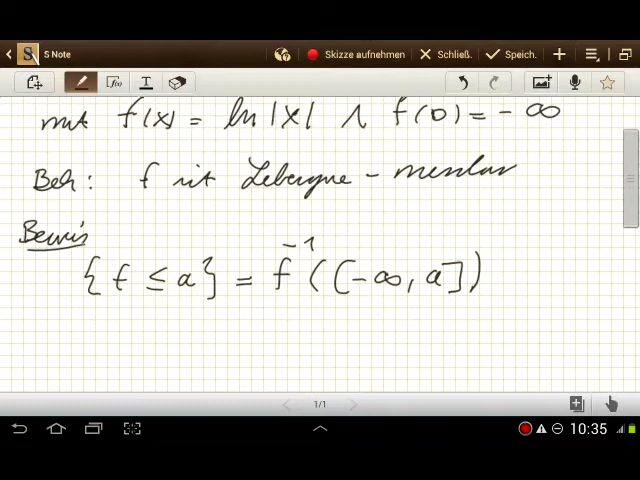 S Note
Skizze aufnehmen
Schließ.
Speich.
mit f(x) = ln |x| ∧ f(0) = - ∞
Beh: f ist Lebesgue - messbar
Beweis
{f ≤ a} = f⁻¹ ([-∞, a])
1/1
10:35